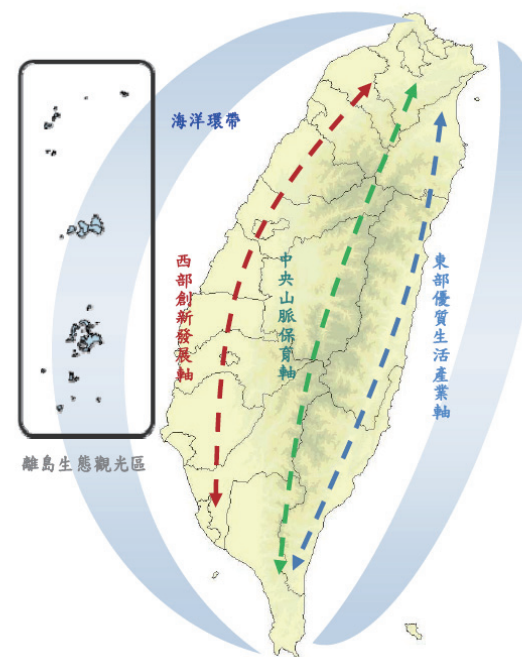 海洋環帶
西部創新發展軸
中央山脈保育軸
東部優質生活產業軸
離島生態觀光區